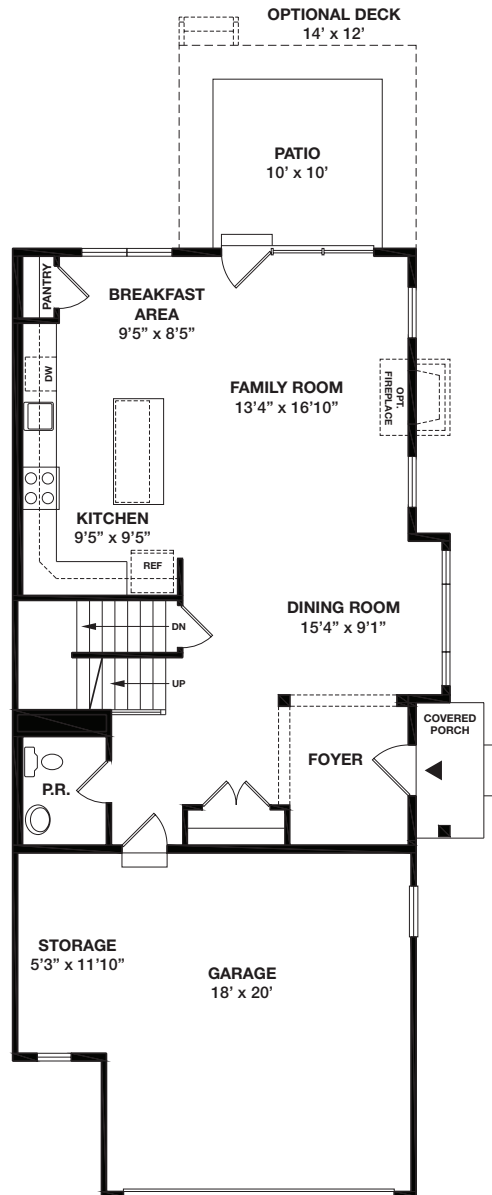 OPTIONAL DECK
14’ x 12’
PATIO
10’ x 10’
PANTRY
BREAKFAST
AREA
9’5” x 8’5”
DW
FAMILY ROOM
13’4” x 16’10”
OPT.
FIREPLACE
KITCHEN
9’5” x 9’5”
REF
DINING ROOM
15’4” x 9’1”
DN
UP
COVERED
PORCH
FOYER
P.R.
STORAGE
5’3” x 11’10”
GARAGE
18’ x 20’